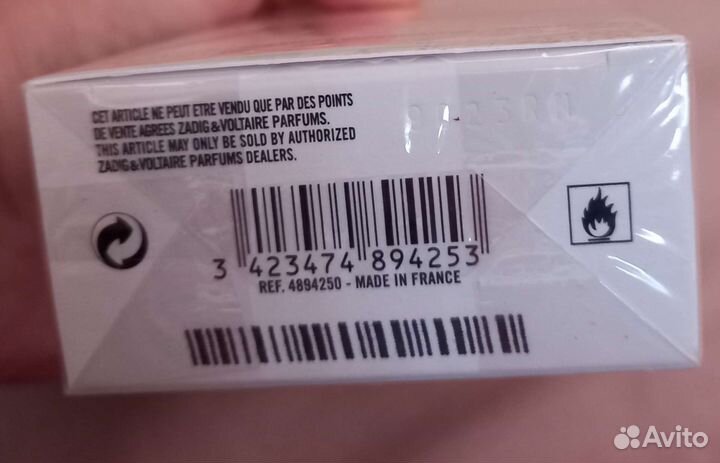 CET ARTICLE NE PEUT ETRE VENDU QUE PAR DES POINTS
DE VENTE AGREES ZADIG&VOLTAIRE PARFUMS.
THIS ARTICLE MAY ONLY BE SOLD BY AUTHORIZED
ZADIG&VOLTAIRE PARFUMS DEALERS.
3 423474 894253
REF. 4894250 - MADE IN FRANCE
Avito